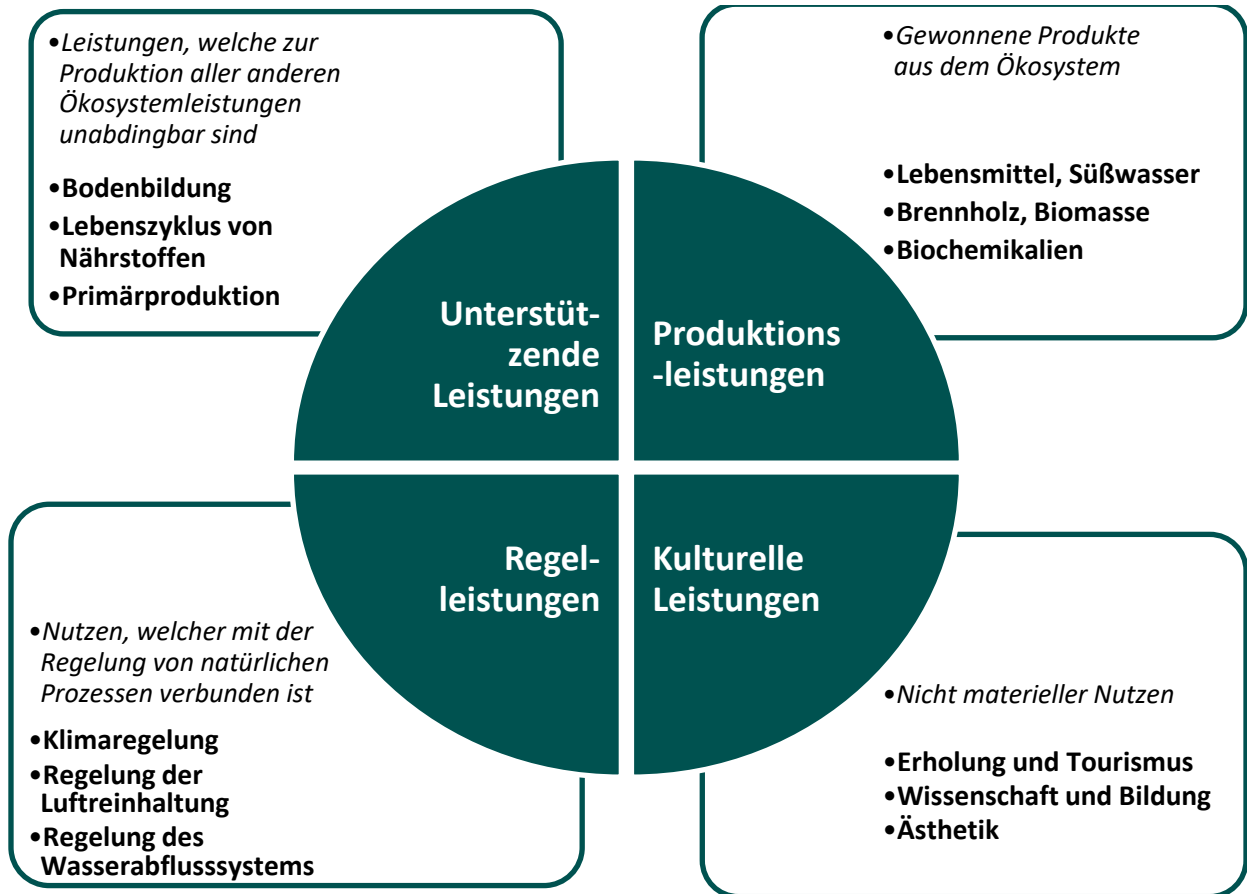 •Leistungen, welche zur
Produktion aller anderen
Ökosystemleistungen
unabdingbar sind
•Bodenbildung
•Lebenszyklus von
Nährstoffen
•Primärproduktion
•Gewonnene Produkte
aus dem Ökosystem
•Lebensmittel, Süßwasser
•Brennholz, Biomasse
•Biochemikalien
Unterstüt-
zende
Leistungen
Produktions
-leistungen
Regel-
leistungen
Kulturelle
Leistungen
•Nutzen, welcher mit der
Regelung von natürlichen
Prozessen verbunden ist
•Klimaregelung
•Regelung der
Luftreinhaltung
•Regelung des
Wasserabflusssystems
•Nicht materieller Nutzen
•Erholung und Tourismus
•Wissenschaft und Bildung
•Ästhetik